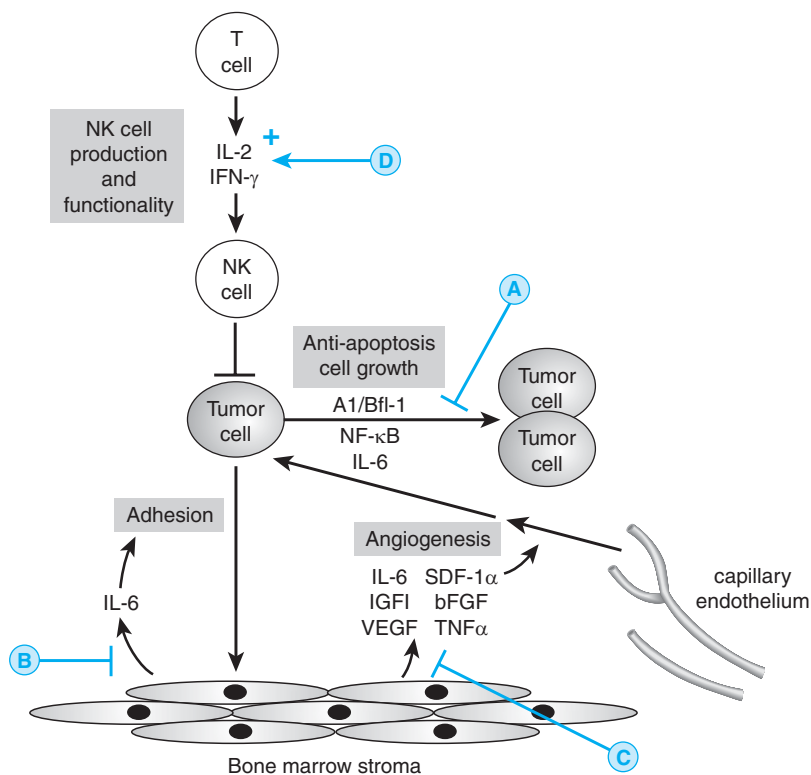 T
cell
NK cell
production
and
functionality
+
IL-2
IFN-γ
D
NK
cell
A
Anti-apoptosis
cell growth
Tumor
cell
A1/Bfl-1
NF-κB
IL-6
Tumor
cell
Tumor
cell
Adhesion
Angiogenesis
IL-6 SDF-1α
IGFI bFGF
VEGF TNFα
capillary
endothelium
IL-6
B
C
Bone marrow stroma